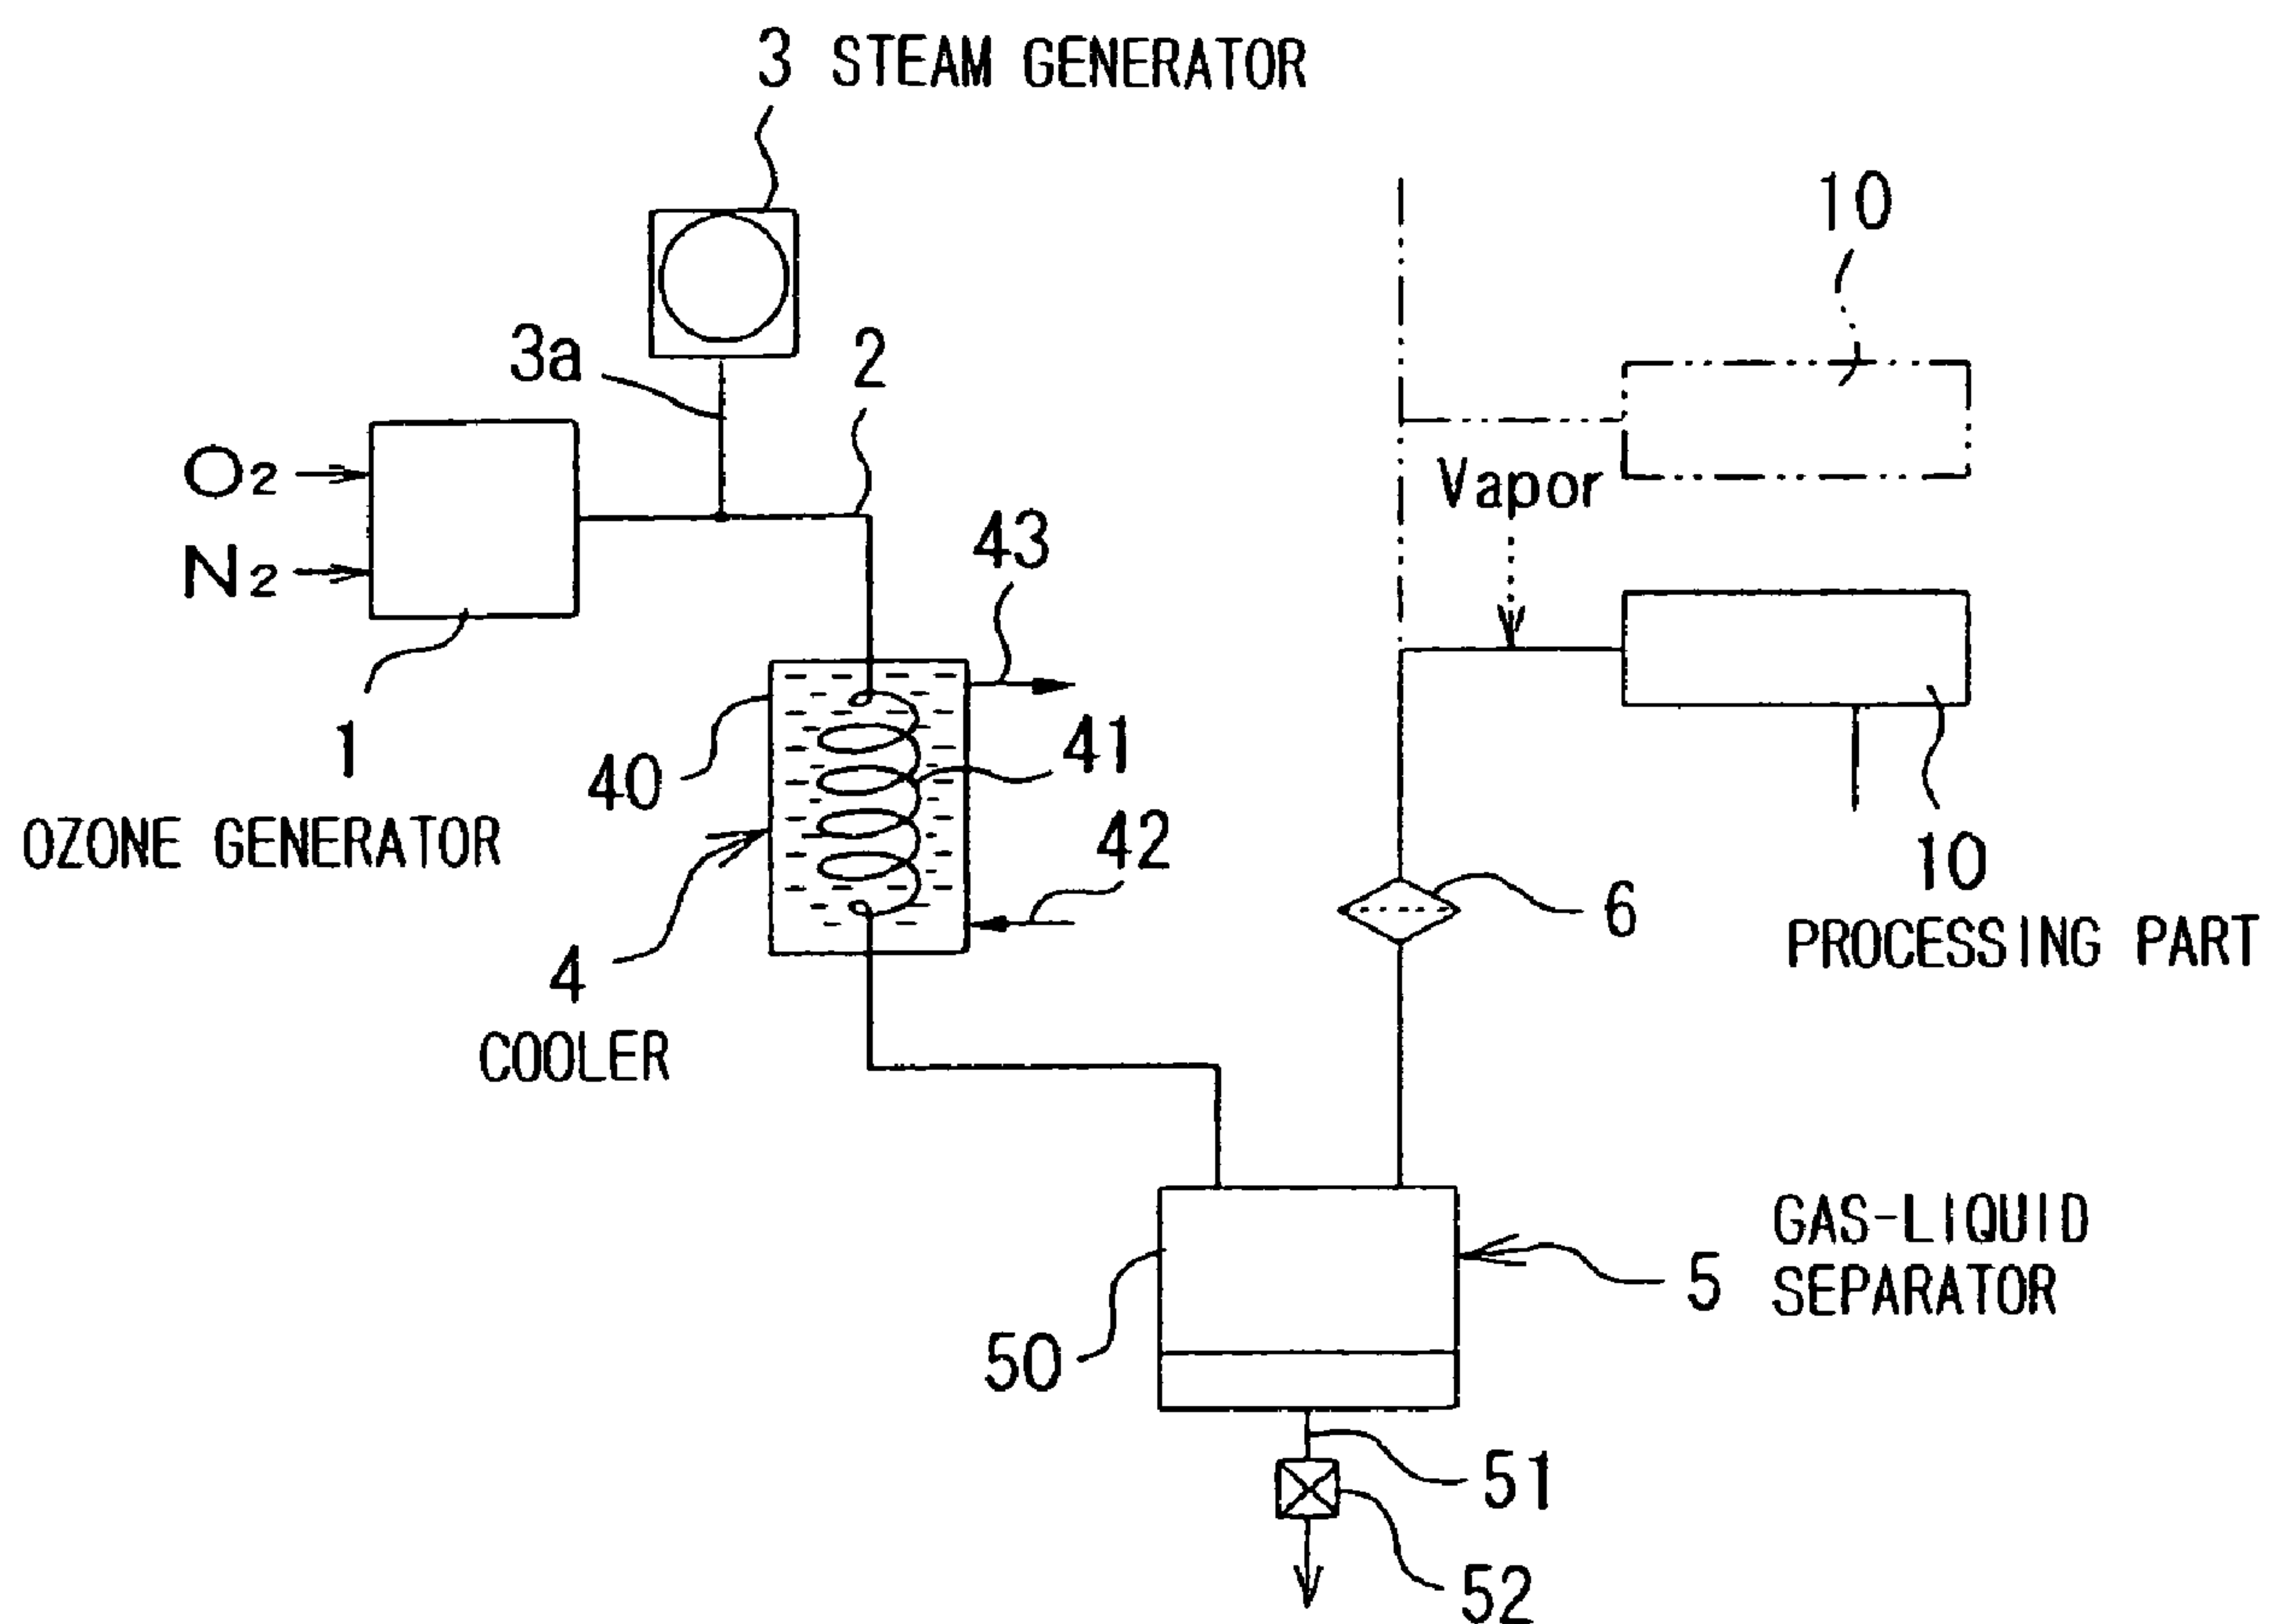 3 STEAM GENERATOR
10
3a
2
O2
N2
Vapor
43
1
OZONE GENERATOR
40
41
42
4
COOLER
6
10
PROCESSING PART
GAS-LIQUID
5 SEPARATOR
50
51
52